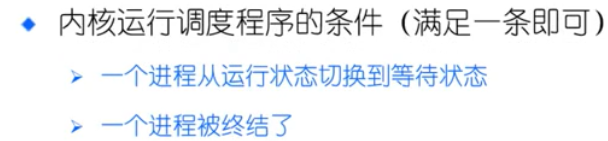 内核运行调度程序的条件（满足一条即可）
一个进程从运行状态切换到等待状态
一个进程被终结了